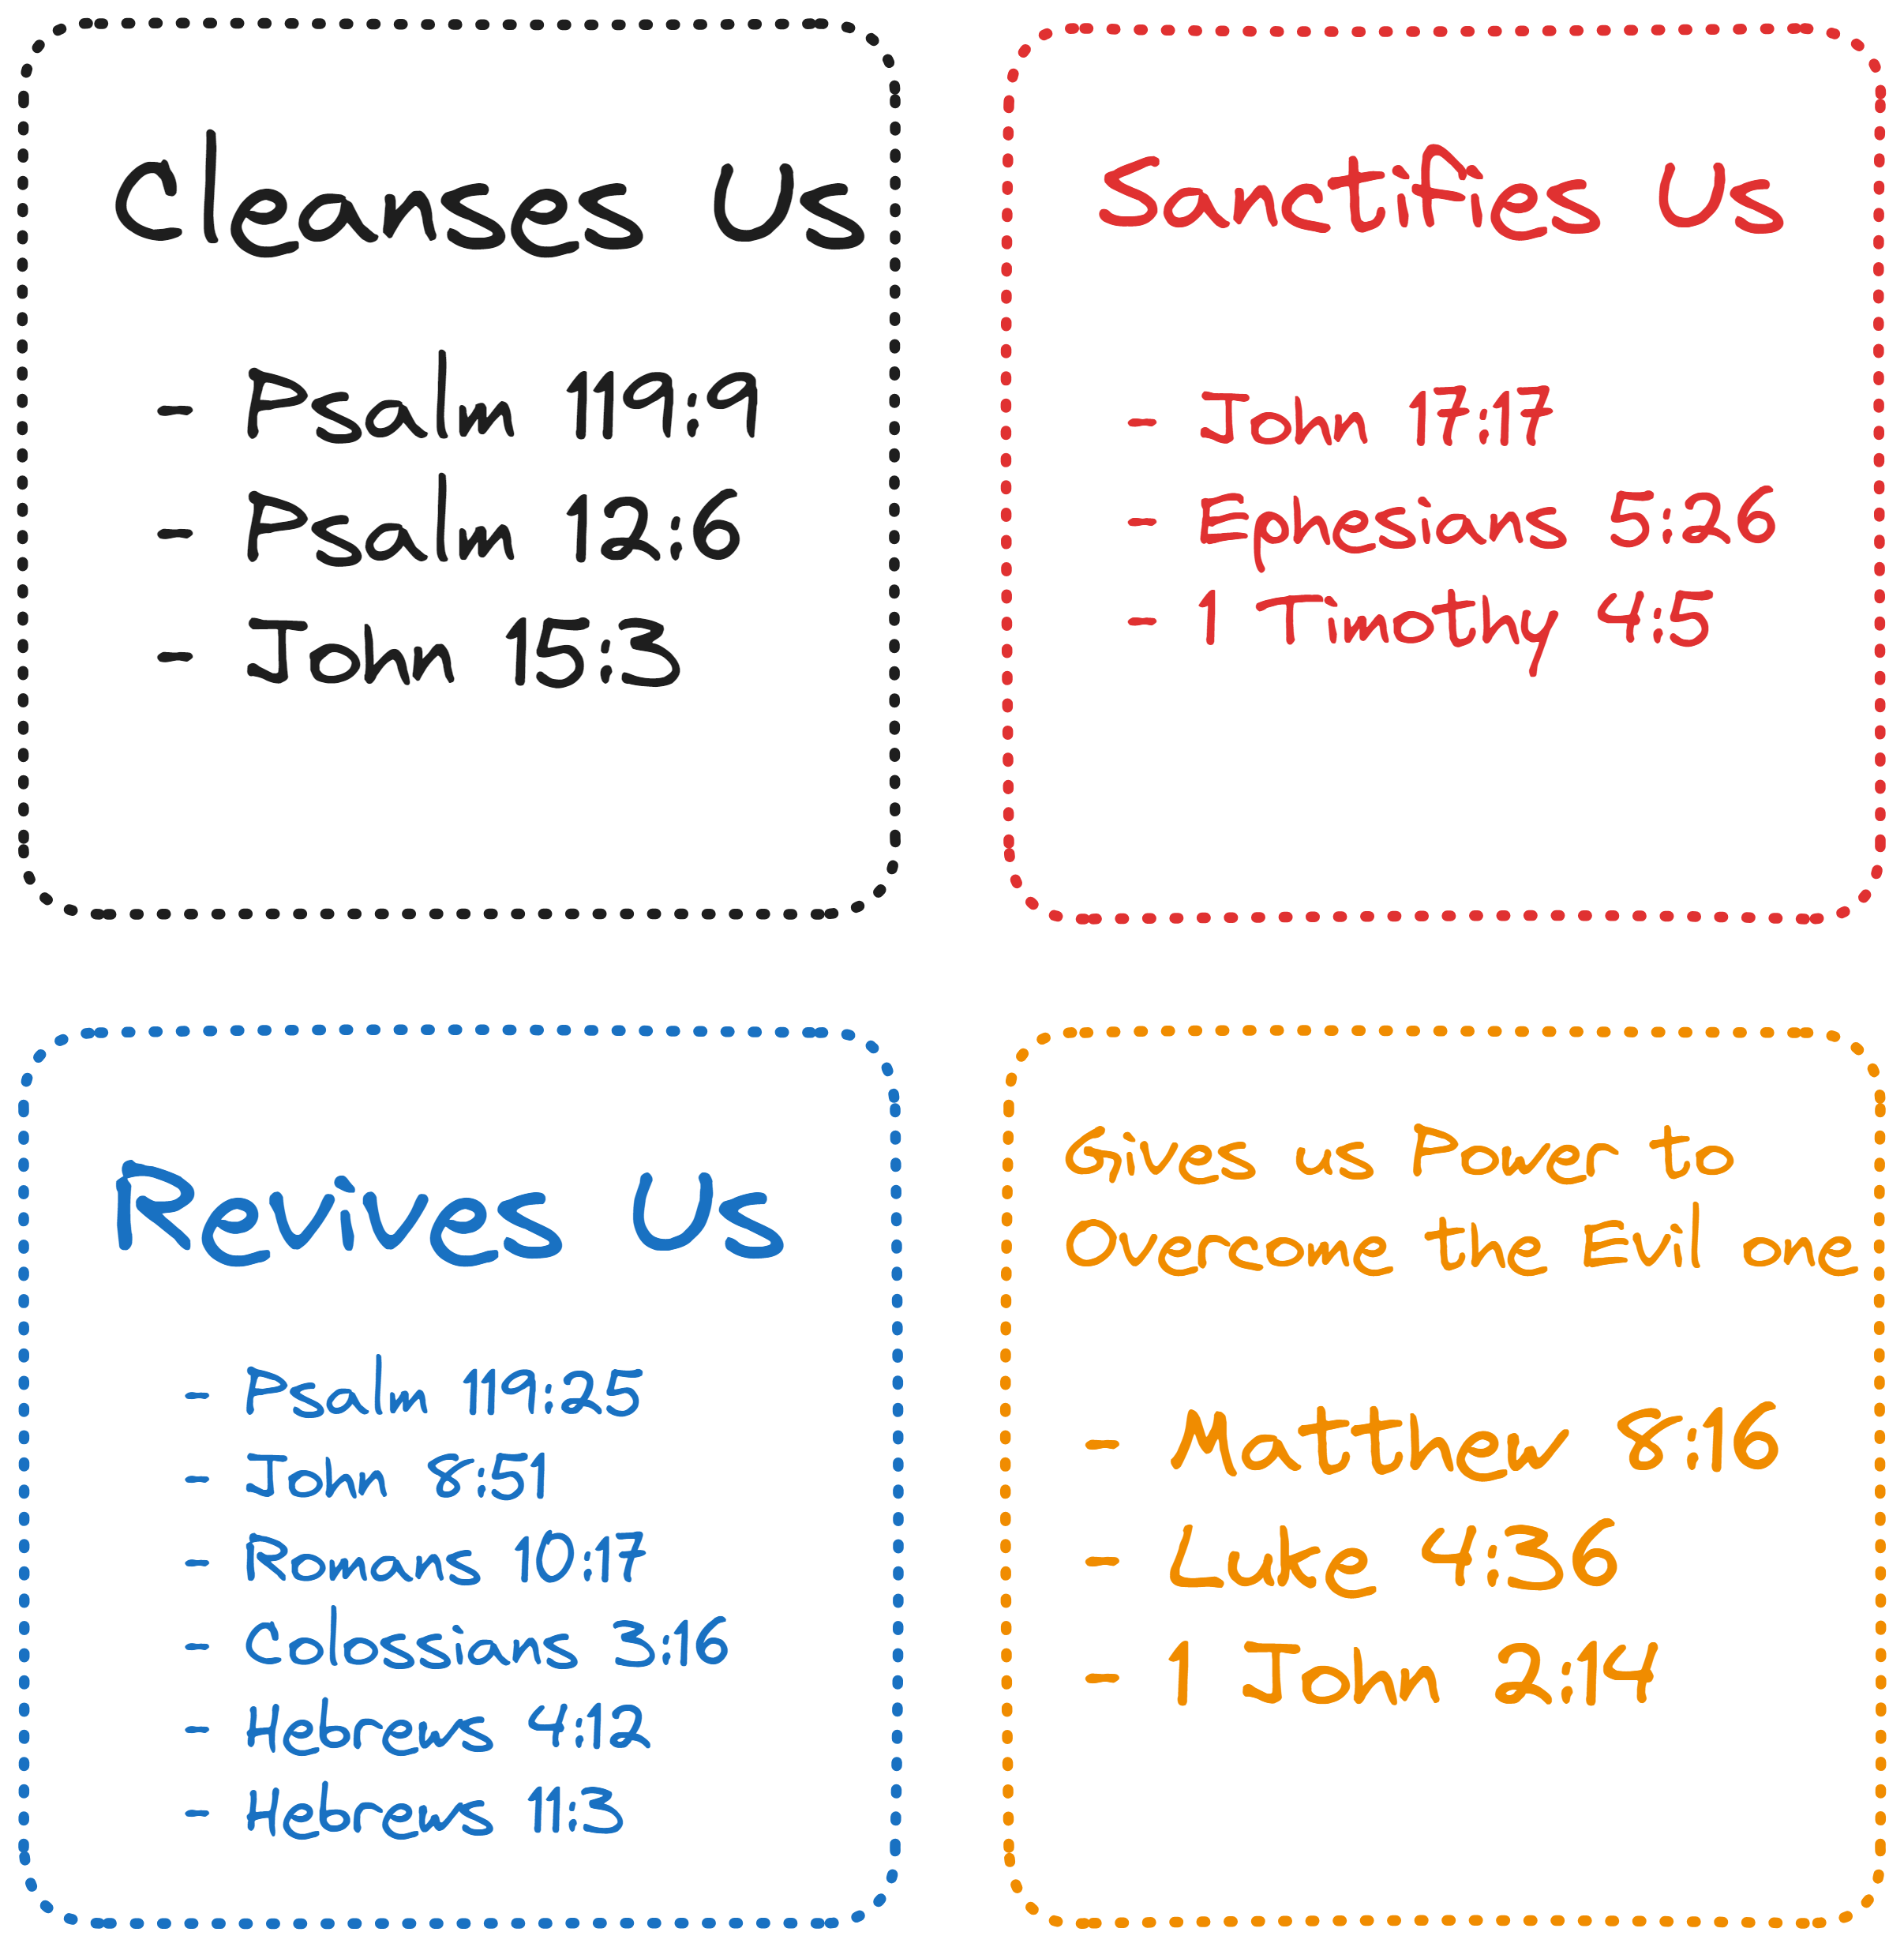 Cleanses Us
- Psalm 119:9
- Psalm 12:6
- John 15:3
Sanctifies Us
- John 17:17
- Ephesians 5:26
- 1 Timothy 4:5
Revives Us
- Psalm 119:25
- John 8:51
- Romans 10:17
- Colossians 3:16
- Hebrews 4:12
- Hebrews 11:3
Gives us Power to
Overcome the Evil one
- Matthew 8:16
- Luke 4:36
- 1 John 2:14